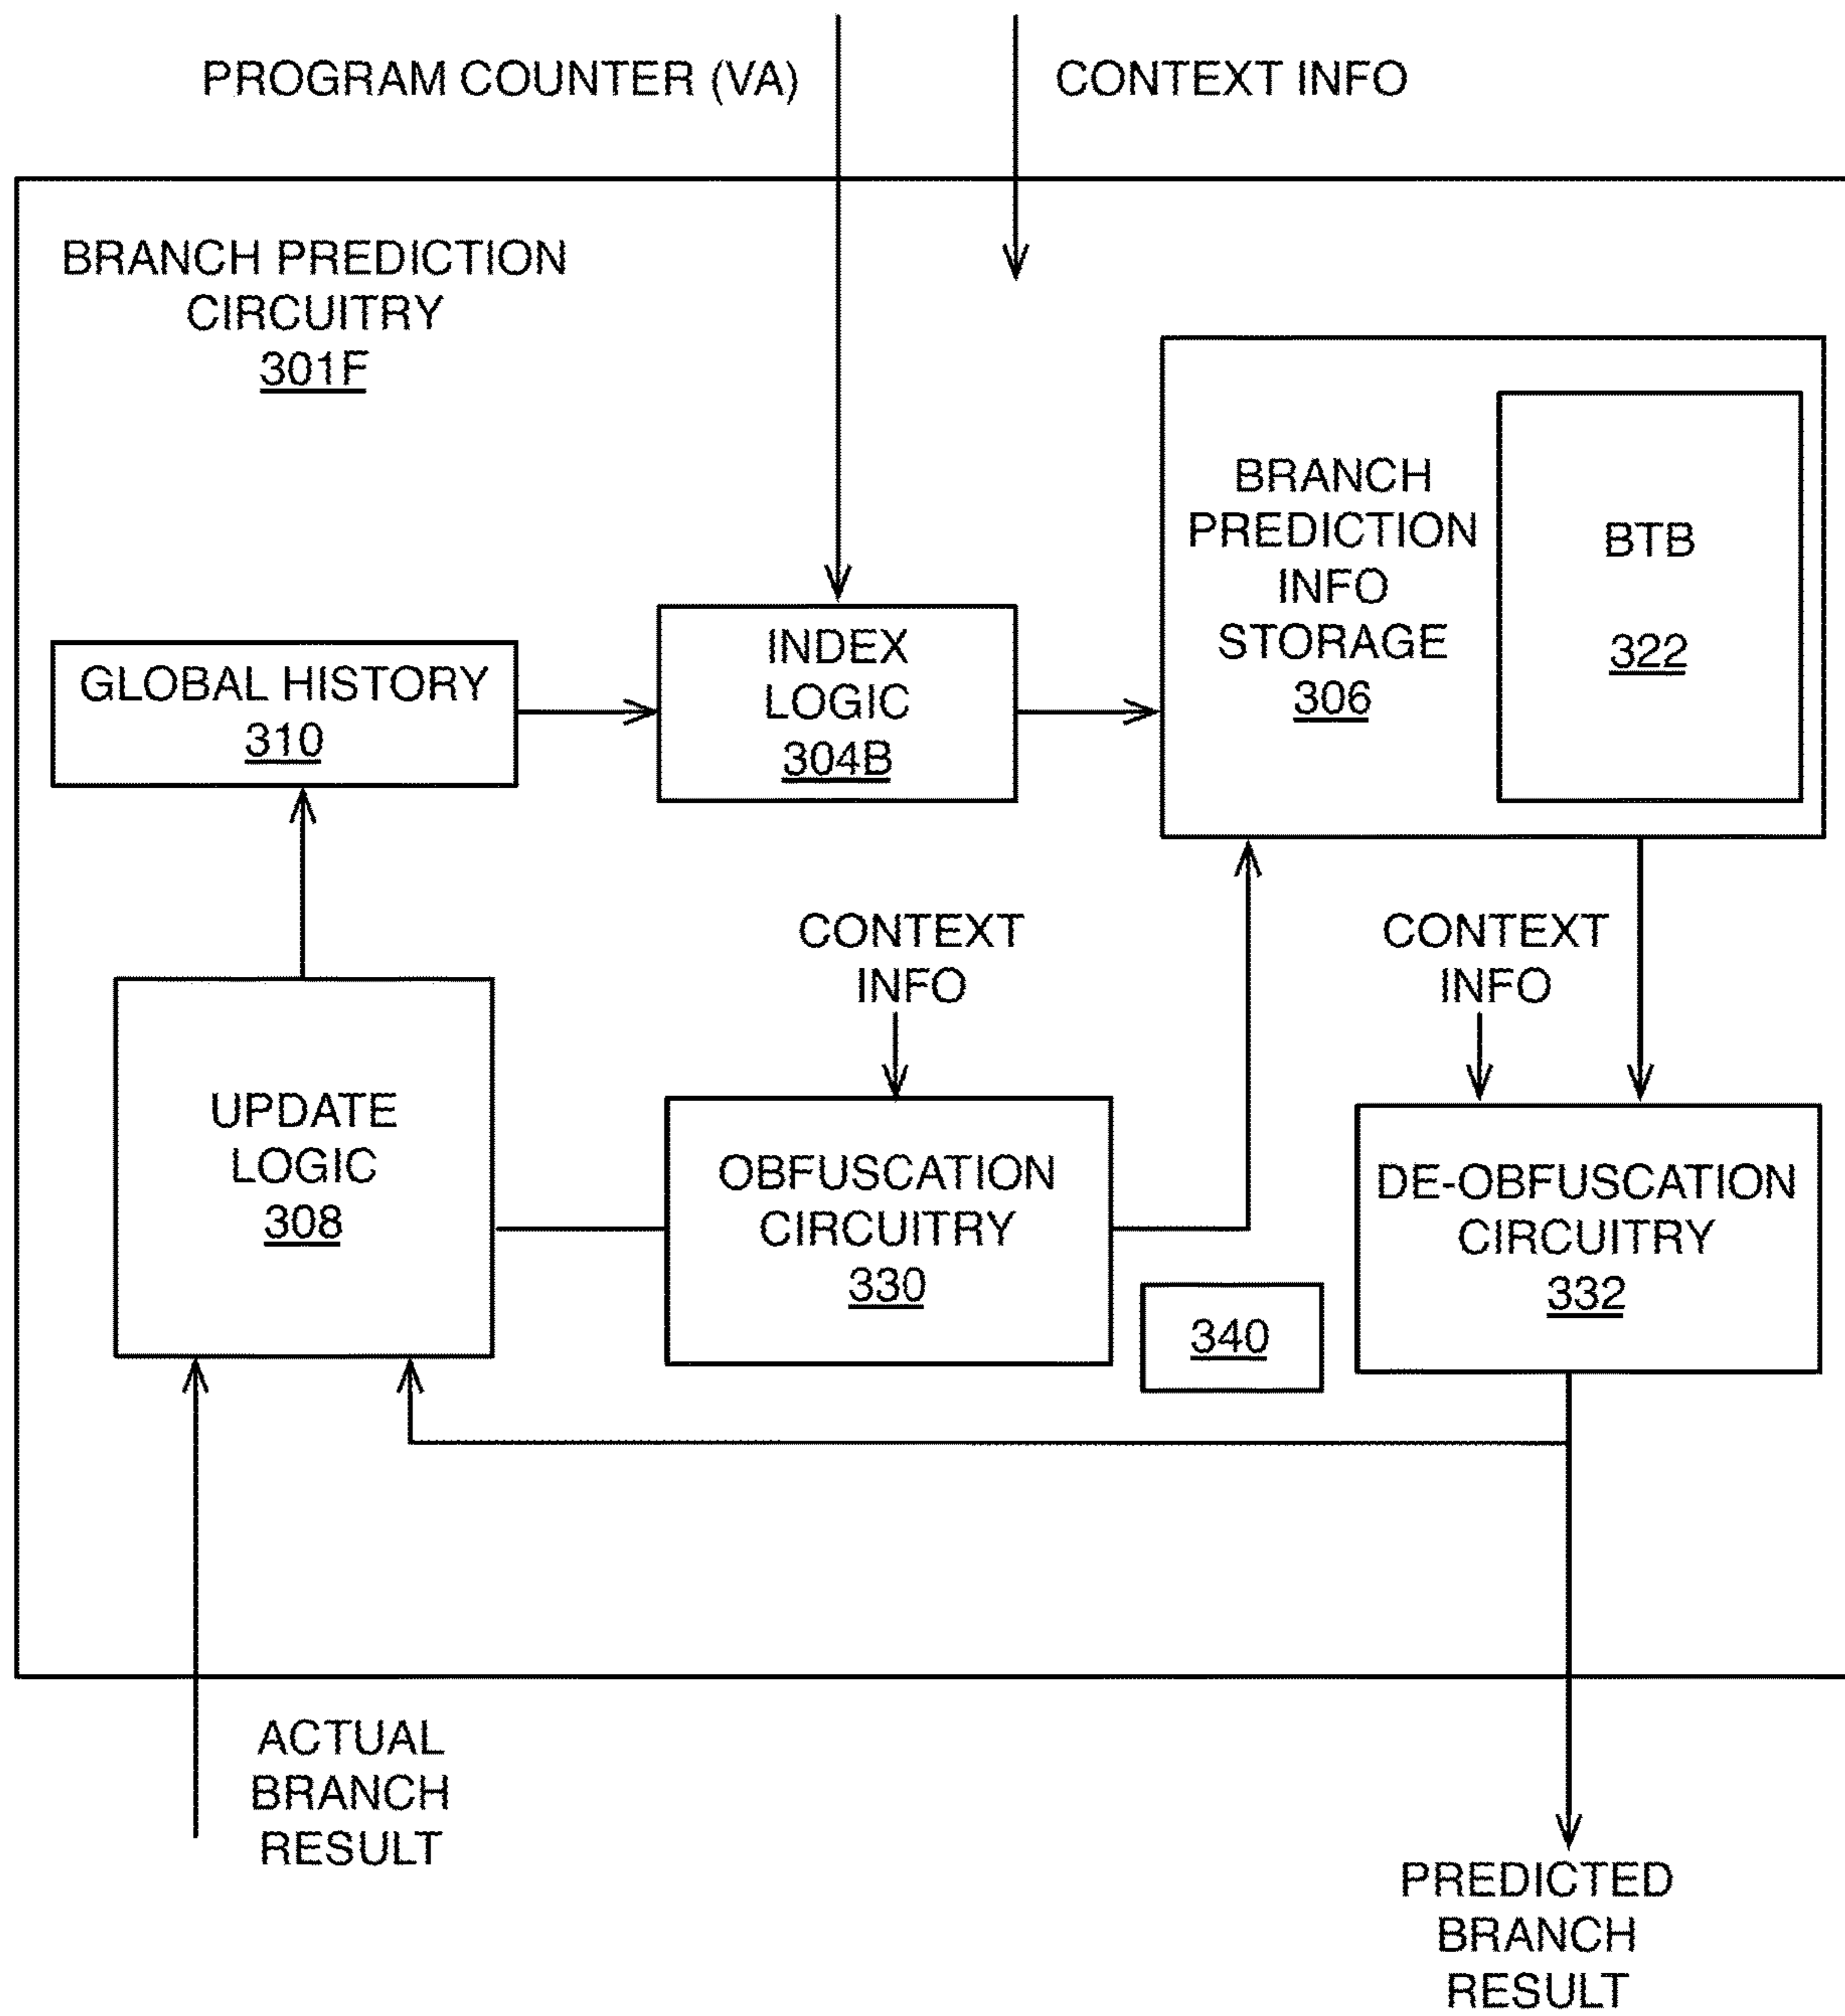 PROGRAM COUNTER (VA)
CONTEXT INFO
BRANCH PREDICTION
CIRCUITRY
301F
BRANCH
PREDICTION
INFO
STORAGE
306
BTB
322
GLOBAL HISTORY
310
INDEX
LOGIC
304B
CONTEXT
INFO
CONTEXT
INFO
UPDATE
LOGIC
308
OBFUSCATION
CIRCUITRY
330
340
DE-OBFUSCATION
CIRCUITRY
332
ACTUAL
BRANCH
RESULT
PREDICTED
BRANCH
RESULT